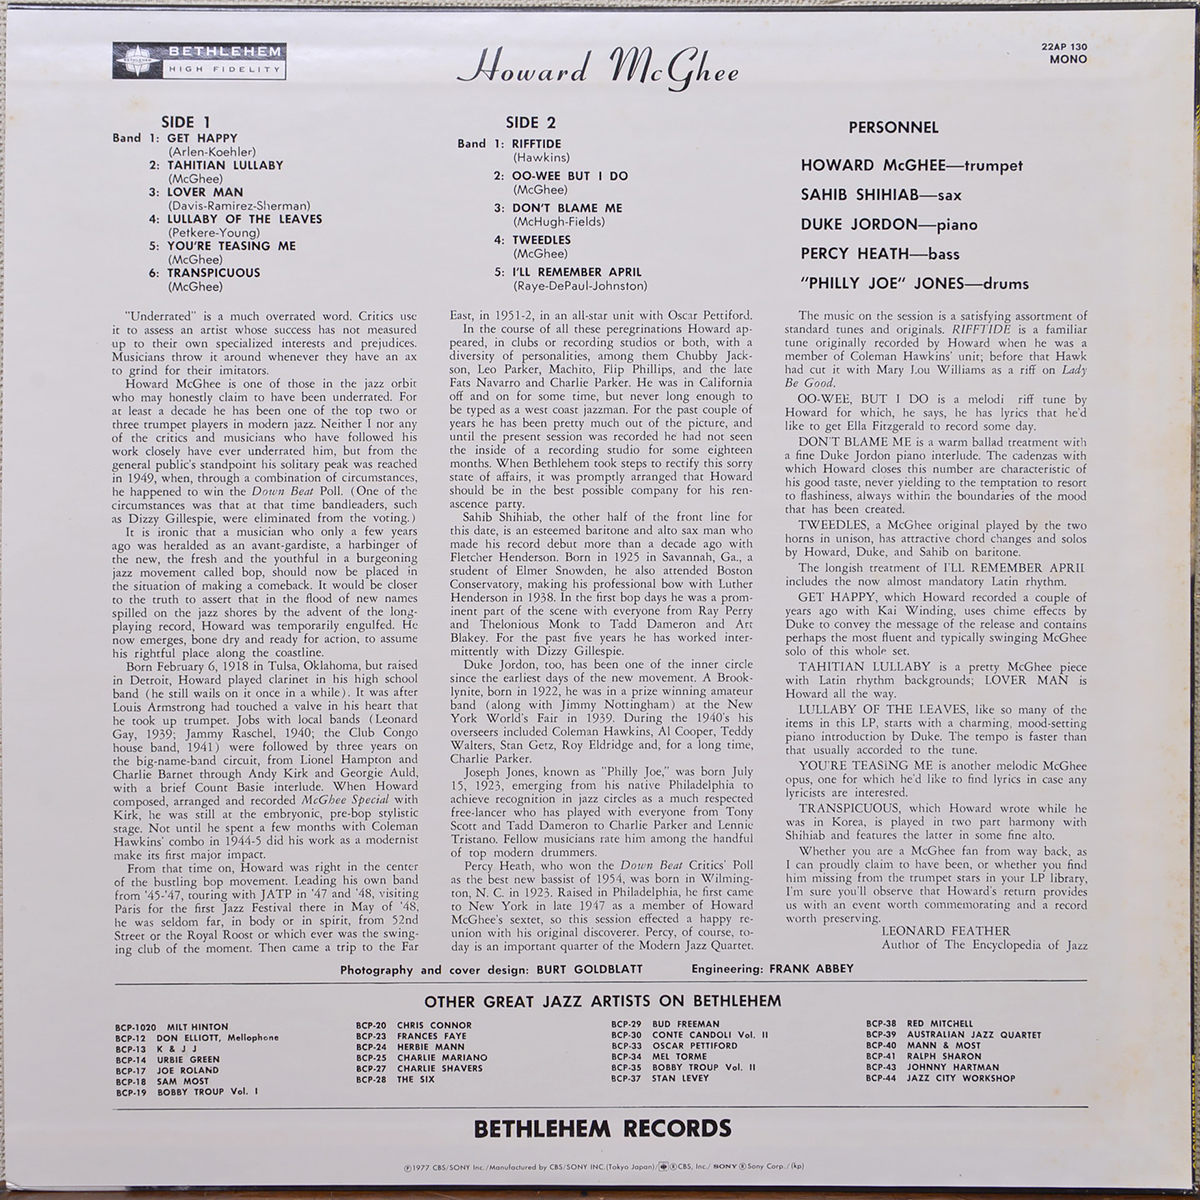 BETHLEHEM
HIGH FIDELITY
Howard McGhee
22AP 130
MONO
SIDE 1
Band 1: GET HAPPY
(Arlen-Koehler)
2: TAHITIAN LULLABY
(McGhee)
3: LOVER MAN
(Davis-Ramirez-Sherman)
4: LULLABY OF THE LEAVES
(Petkere-Young)
5: YOU'RE TEASING ME
(McGhee)
6: TRANSPICUOUS
(McGhee)
SIDE 2
Band 1: RIFFTIDE
(Hawkins)
2: OO-WEE BUT I DO
(McGhee)
3: DON'T BLAME ME
(McHugh-Fields)
4: TWEEDLES
(McGhee)
5: I'LL REMEMBER APRIL
(Raye-DePaul-Johnston)
PERSONNEL
HOWARD McGHEE—trumpet
SAHIB SHIHIAB—sax
DUKE JORDON—piano
PERCY HEATH—bass
"PHILLY JOE" JONES—drums
"Underrated" is a much overrated word. Critics use
it to assess an artist whose success has not measured
up to their own specialized interests and prejudices.
Musicians throw it around whenever they have an ax
to grind for their imitators.
Howard McGhee is one of those in the jazz orbit
who may honestly claim to have been underrated. For
at least a decade he has been one of the top two or
three trumpet players in modern jazz. Neither I nor any
of the critics and musicians who have followed his
work closely have ever underrated him, but from the
general public's standpoint his solitary peak was reached
in 1949, when, through a combination of circumstances,
he happened to win the Down Beat Poll. (One of the
circumstances was that at that time bandleaders, such
as Dizzy Gillespie, were eliminated from the voting.)
It is ironic that a musician who only a few years
ago was heralded as an avant-gardiste, a harbinger of
the new, the fresh and the youthful in a burgeoning
jazz movement called bop, should now be placed in
the situation of making a comeback. It would be closer
to the truth to assert that in the flood of new names
spilled on the jazz shores by the advent of the long-
playing record, Howard was temporarily engulfed. He
now emerges, bone dry and ready for action, to assume
his rightful place along the coastline.
Born February 6, 1918 in Tulsa, Oklahoma, but raised
in Detroit, Howard played clarinet in his high school
band (he still wails on it once in a while). It was after
Louis Armstrong had touched a valve in his heart that
he took up trumpet. Jobs with local bands (Leonard
Gay, 1939; Jammy Raschel, 1940; the Club Congo
house band, 1941) were followed by three years on
the big-name-band circuit, from Lionel Hampton and
Charlie Barnet through Andy Kirk and Georgie Auld,
with a brief Count Basie interlude. When Howard
composed, arranged and recorded McGhee Special with
Kirk, he was still at the embryonic, pre-bop stylistic
stage. Not until he spent a few months with Coleman
Hawkins' combo in 1944-5 did his work as a modernist
make its first major impact.
From that time on, Howard was right in the center
of the bustling bop movement. Leading his own band
from '45-'47, touring with JATP in '47 and '48, visiting
Paris for the first Jazz Festival there in May of '48,
he was seldom far, in body or in spirit, from 52nd
Street or the Royal Roost or which ever was the swing-
ing club of the moment. Then came a trip to the Far
East, in 1951-2, in an all-star unit with Oscar Pettiford.
In the course of all these peregrinations Howard ap-
peared, in clubs or recording studios or both, with a
diversity of personalities, among them Chubby Jack-
son, Leo Parker, Machito, Flip Phillips, and the late
Fats Navarro and Charlie Parker. He was in California
off and on for some time, but never long enough to
be typed as a west coast jazzman. For the past couple of
years he has been pretty much out of the picture, and
until the present session was recorded he had not seen
the inside of a recording studio for some eighteen
months. When Bethlehem took steps to rectify this sorry
state of affairs, it was promptly arranged that Howard
should be in the best possible company for his ren-
ascence party.
Sahib Shihiab, the other half of the front line for
this date, is an esteemed baritone and alto sax man who
made his record debut more than a decade ago with
Fletcher Henderson. Born in 1925 in Savannah, Ga., a
student of Elmer Snowden, he also attended Boston
Conservatory, making his professional bow with Luther
Henderson in 1938. In the first bop days he was a prom-
inent part of the scene with everyone from Ray Perry
and Thelonious Monk to Tadd Dameron and Art
Blakey. For the past five years he has worked inter-
mittently with Dizzy Gillespie.
Duke Jordon, too, has been one of the inner circle
since the earliest days of the new movement. A Brook-
lynite, born in 1922, he was in a prize winning amateur
band (along with Jimmy Nottingham) at the New
York World's Fair in 1939. During the 1940's his
overseers included Coleman Hawkins, Al Cooper, Teddy
Walters, Stan Getz, Roy Eldridge and, for a long time,
Charlie Parker.
Joseph Jones, known as "Philly Joe," was born July
15, 1923, emerging from his native Philadelphia to
achieve recognition in jazz circles as a much respected
free-lancer who has played with everyone from Tony
Scott and Tadd Dameron to Charlie Parker and Lennie
Tristano. Fellow musicians rate him among the handful
of top modern drummers.
Percy Heath, who won the Down Beat Critics' Poll
as the best new bassist of 1954, was born in Wilming-
ton, N. C. in 1923. Raised in Philadelphia, he first came
to New York in late 1947 as a member of Howard
McGhee's sextet, so this session effected a happy re-
union with his original discoverer. Percy, of course, to-
day is an important quarter of the Modern Jazz Quartet.
The music on the session is a satisfying assortment of
standard tunes and originals. RIFFTIDE is a familiar
tune originally recorded by Howard when he was a
member of Coleman Hawkins' unit; before that Hawk
had cut it with Mary Lou Williams as a riff on Lady
Be Good.
OO-WEE, BUT I DO is a melodi riff tune by
Howard for which, he says, he has lyrics that he'd
like to get Ella Fitzgerald to record some day.
DON'T BLAME ME is a warm ballad treatment with
a fine Duke Jordon piano interlude. The cadenzas with
which Howard closes this number are characteristic of
his good taste, never yielding to the temptation to resort
to flashiness, always within the boundaries of the mood
that has been created.
TWEEDLES, a McGhee original played by the two
horns in unison, has attractive chord changes and solos
by Howard, Duke, and Sahib on baritone.
The longish treatment of I'LL REMEMBER APRIL
includes the now almost mandatory Latin rhythm.
GET HAPPY, which Howard recorded a couple of
years ago with Kai Winding, uses chime effects by
Duke to convey the message of the release and contains
perhaps the most fluent and typically swinging McGhee
solo of this whole set.
TAHITIAN LULLABY is a pretty McGhee piece
with Latin rhythm backgrounds; LOVER MAN is
Howard all the way.
LULLABY OF THE LEAVES, like so many of the
items in this LP, starts with a charming, mood-setting
piano introduction by Duke. The tempo is faster than
that usually accorded to the tune.
YOU'RE TEASING ME is another melodic McGhee
opus, one for which he'd like to find lyrics in case any
lyricists are interested.
TRANSPICUOUS, which Howard wrote while he
was in Korea, is played in two part harmony with
Shihiab and features the latter in some fine alto.
Whether you are a McGhee fan from way back, as
I can proudly claim to have been, or whether you find
him missing from the trumpet stars in your LP library,
I'm sure you'll observe that Howard's return provides
us with an event worth commemorating and a record
worth preserving.
LEONARD FEATHER
Author of The Encyclopedia of Jazz
Photography and cover design: BURT GOLDBLATT Engineering: FRANK ABBEY
OTHER GREAT JAZZ ARTISTS ON BETHLEHEM
BCP-1020 MILT HINTON
BCP-12 DON ELLIOTT, Mellophone
BCP-13 K & J J
BCP-14 URBIE GREEN
BCP-17 JOE ROLAND
BCP-18 SAM MOST
BCP-19 BOBBY TROUP Vol. I
BCP-20 CHRIS CONNOR
BCP-23 FRANCES FAYE
BCP-24 HERBIE MANN
BCP-25 CHARLIE MARIANO
BCP-27 CHARLIE SHAVERS
BCP-28 THE SIX
BCP-29 BUD FREEMAN
BCP-30 CONTE CANDOLI Vol. II
BCP-33 OSCAR PETTIFORD
BCP-34 MEL TORME
BCP-35 BOBBY TROUP Vol. II
BCP-37 STAN LEVEY
BCP-38 RED MITCHELL
BCP-39 AUSTRALIAN JAZZ QUARTET
BCP-40 MANN & MOST
BCP-41 RALPH SHARON
BCP-43 JOHNNY HARTMAN
BCP-44 JAZZ CITY WORKSHOP
BETHLEHEM RECORDS
Ⓟ1977 CBS/SONY Inc./Manufactured by CBS/SONY INC.(Tokyo Japan)/ ®CBS, Inc./ SONY ®Sony Corp./(kp)